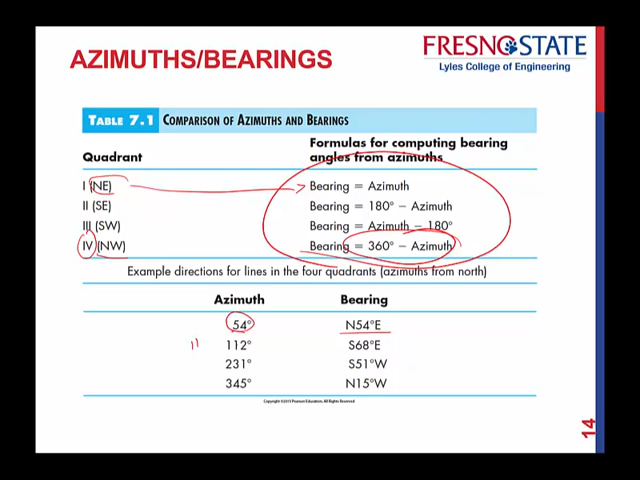 AZIMUTHS/BEARINGS
FRESNO STATE
Lyles College of Engineering
TABLE 7.1 COMPARISON OF AZIMUTHS AND BEARINGS
Quadrant Formulas for computing bearing angles from azimuths
I (NE) Bearing = Azimuth
II (SE) Bearing = 180° − Azimuth
III (SW) Bearing = Azimuth − 180°
IV (NW) Bearing = 360° − Azimuth
Example directions for lines in the four quadrants (azimuths from north)
Azimuth Bearing
54° N54°E
112° S68°E
231° S51°W
345° N15°W
Copyright ©2015 Pearson Education, All Rights Reserved
14